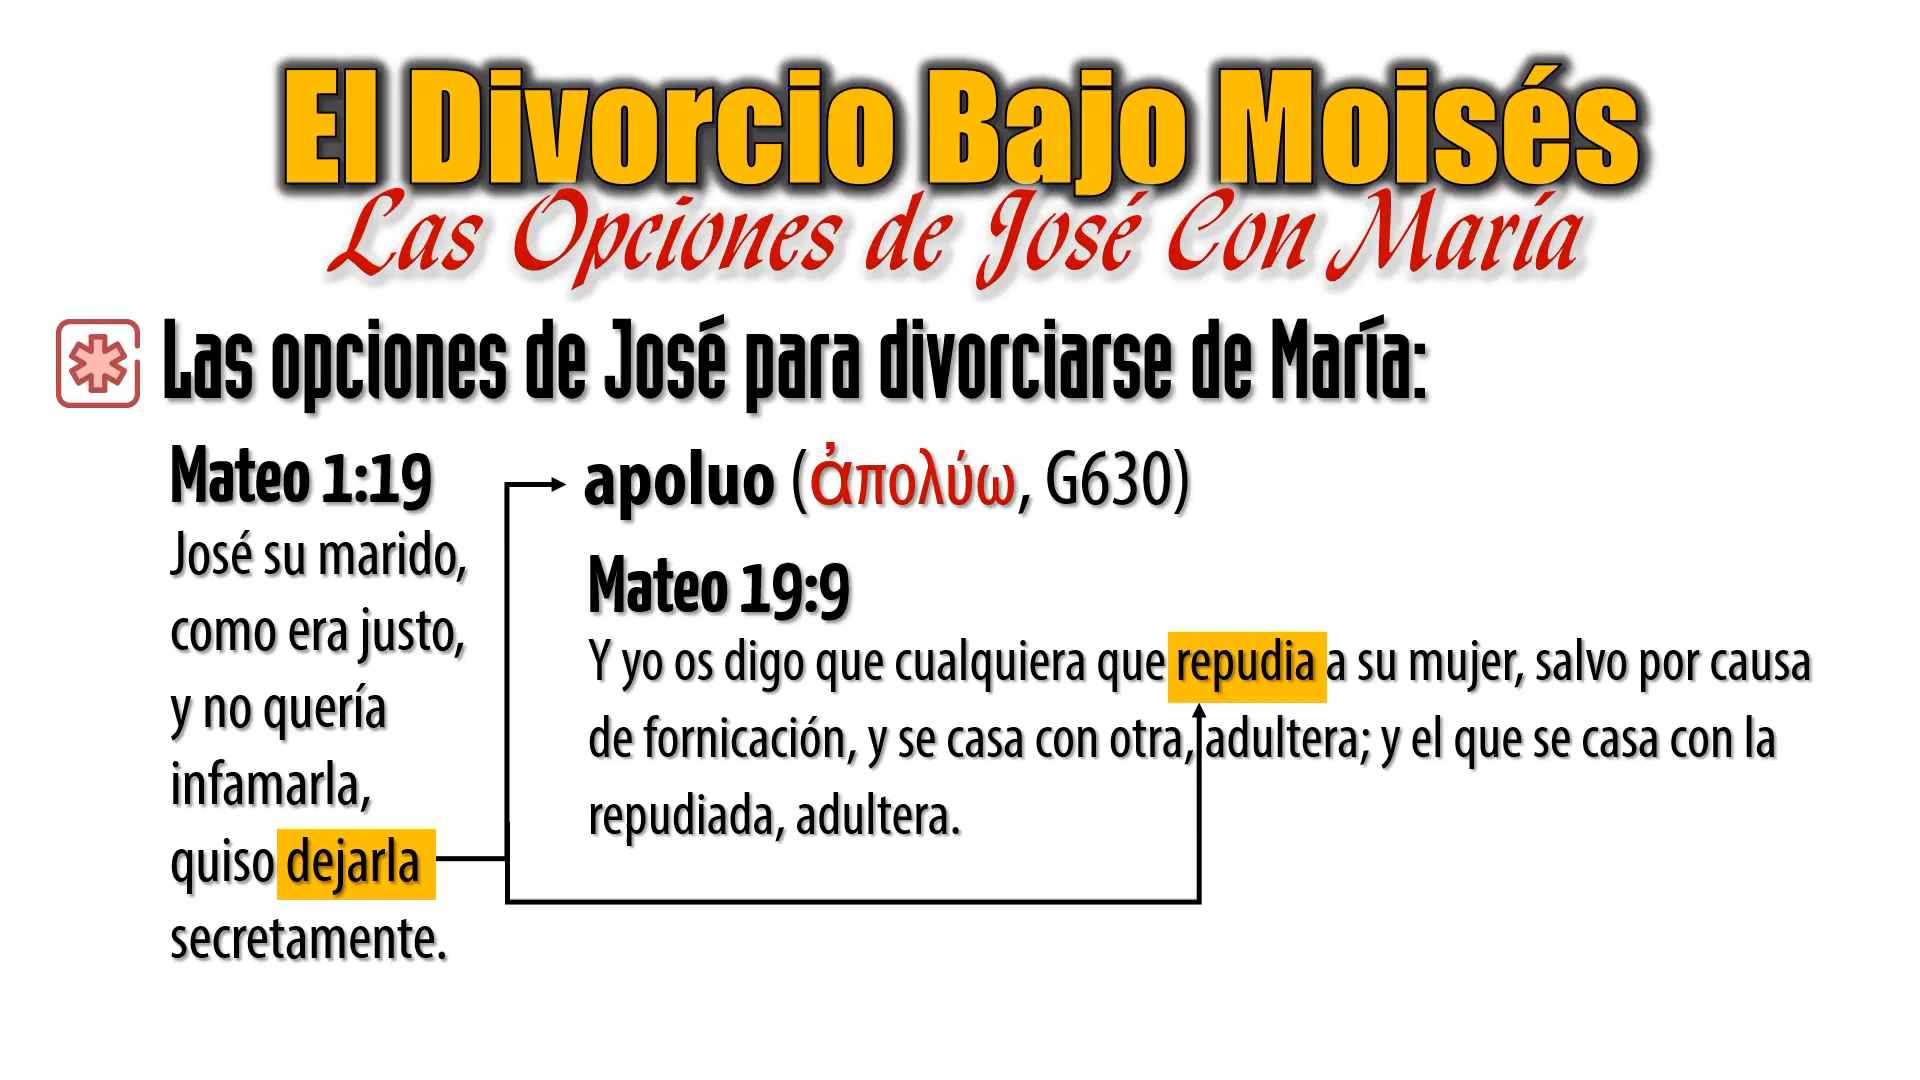 El Divorcio Bajo Moisés
Las Opciones de José Con María
Las opciones de José para divorciarse de María:
Mateo 1:19
José su marido,
como era justo,
y no quería
infamarla,
quiso dejarla
secretamente.
apoluo (ἀπολύω, G630)
Mateo 19:9
Y yo os digo que cualquiera que repudia a su mujer, salvo por causa
de fornicación, y se casa con otra, adultera; y el que se casa con la
repudiada, adultera.